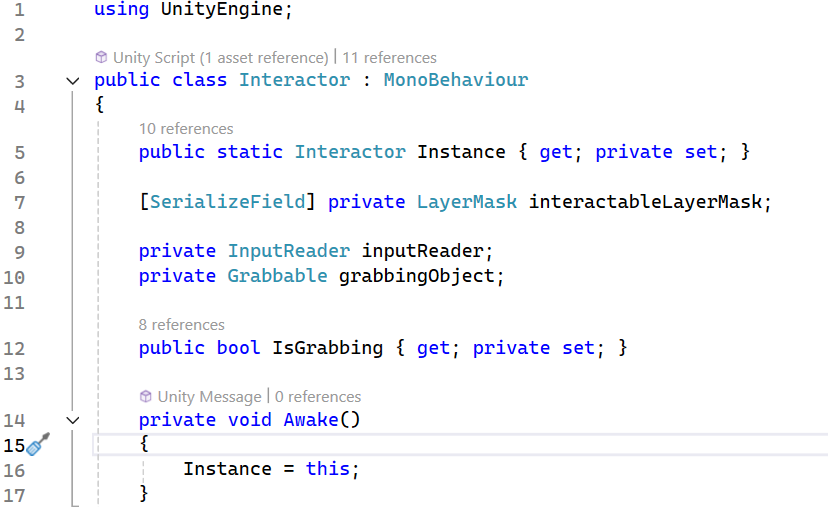 1 using UnityEngine;
2
Unity Script (1 asset reference) | 11 references
3 public class Interactor : MonoBehaviour
4 {
10 references
5 public static Interactor Instance { get; private set; }
6
7 [SerializeField] private LayerMask interactableLayerMask;
8
9 private InputReader inputReader;
10 private Grabbable grabbingObject;
11
8 references
12 public bool IsGrabbing { get; private set; }
13
Unity Message | 0 references
14 private void Awake()
15 {
16 Instance = this;
17 }